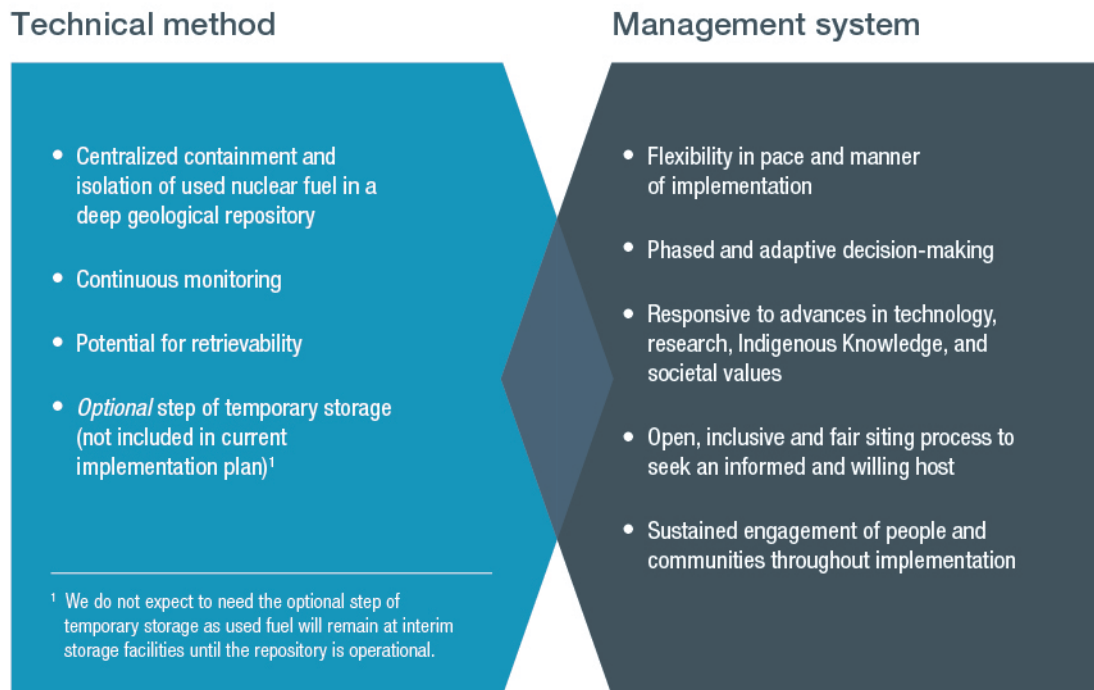 Technical method
• Centralized containment and
isolation of used nuclear fuel in a
deep geological repository
• Continuous monitoring
• Potential for retrievability
• Optional step of temporary storage
(not included in current
implementation plan)¹
¹ We do not expect to need the optional step of
temporary storage as used fuel will remain at interim
storage facilities until the repository is operational.
Management system
• Flexibility in pace and manner
of implementation
• Phased and adaptive decision-making
• Responsive to advances in technology,
research, Indigenous Knowledge, and
societal values
• Open, inclusive and fair siting process to
seek an informed and willing host
• Sustained engagement of people and
communities throughout implementation